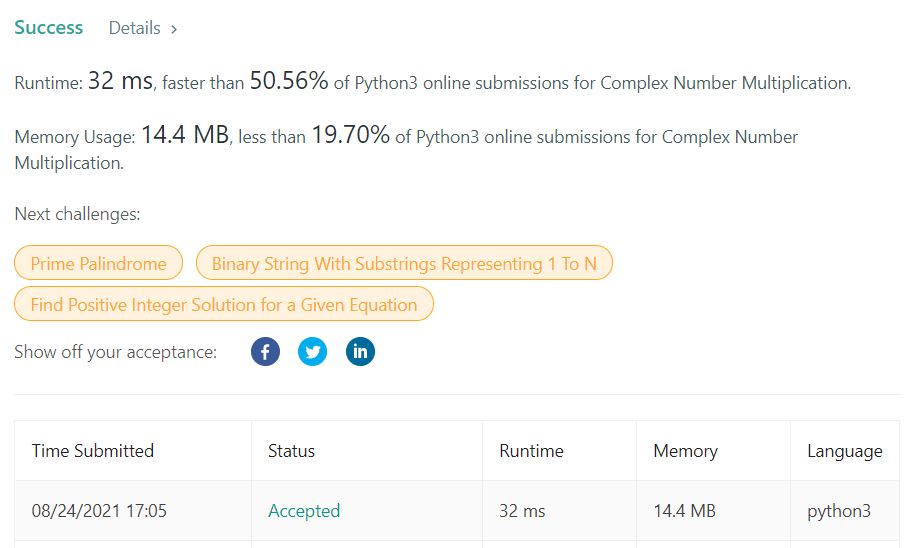 Success Details >
Runtime: 32 ms, faster than 50.56% of Python3 online submissions for Complex Number Multiplication.
Memory Usage: 14.4 MB, less than 19.70% of Python3 online submissions for Complex Number
Multiplication.
Next challenges:
Prime Palindrome Binary String With Substrings Representing 1 To N
Find Positive Integer Solution for a Given Equation
Show off your acceptance: f in
Time Submitted Status Runtime Memory Language
08/24/2021 17:05 Accepted 32 ms 14.4 MB python3